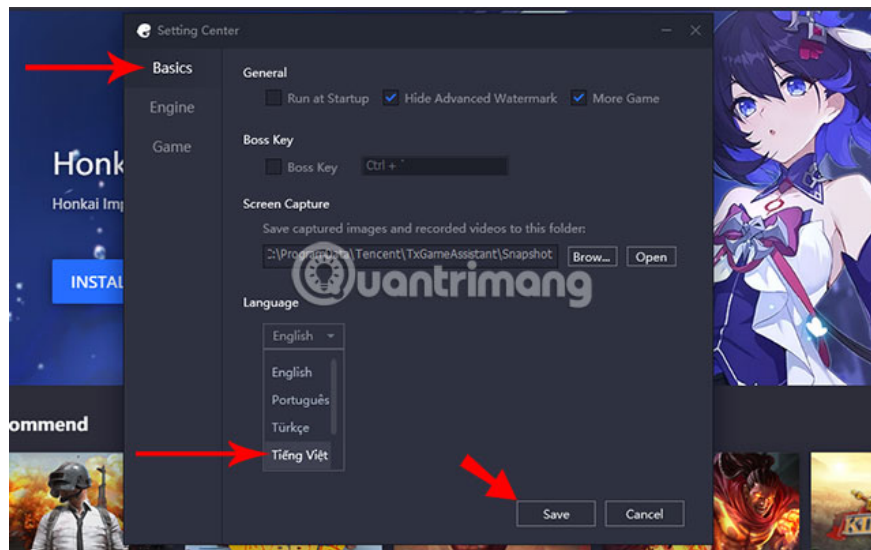 Setting Center
Basics
Engine
Game
General
Run at Startup Hide Advanced Watermark More Game
Boss Key
Boss Key Ctrl + `
Screen Capture
Save captured images and recorded videos to this folder:
:\ProgramData\Tencent\TxGameAssistant\Snapshot Brow... Open
Language
English
English
Português
Türkçe
Tiếng Việt
Save Cancel
Honk
Honkai Imp
INSTAL
ommend
uantrimang